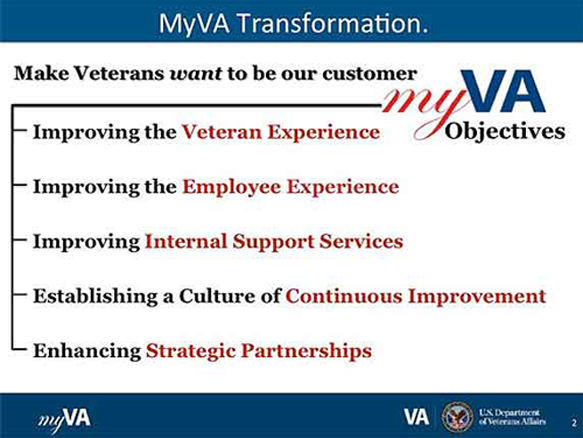 MyVA Transformation.
Make Veterans want to be our customer
myVA
Objectives
Improving the Veteran Experience
Improving the Employee Experience
Improving Internal Support Services
Establishing a Culture of Continuous Improvement
Enhancing Strategic Partnerships
myVA
VA
U.S. Department
of Veterans Affairs
2